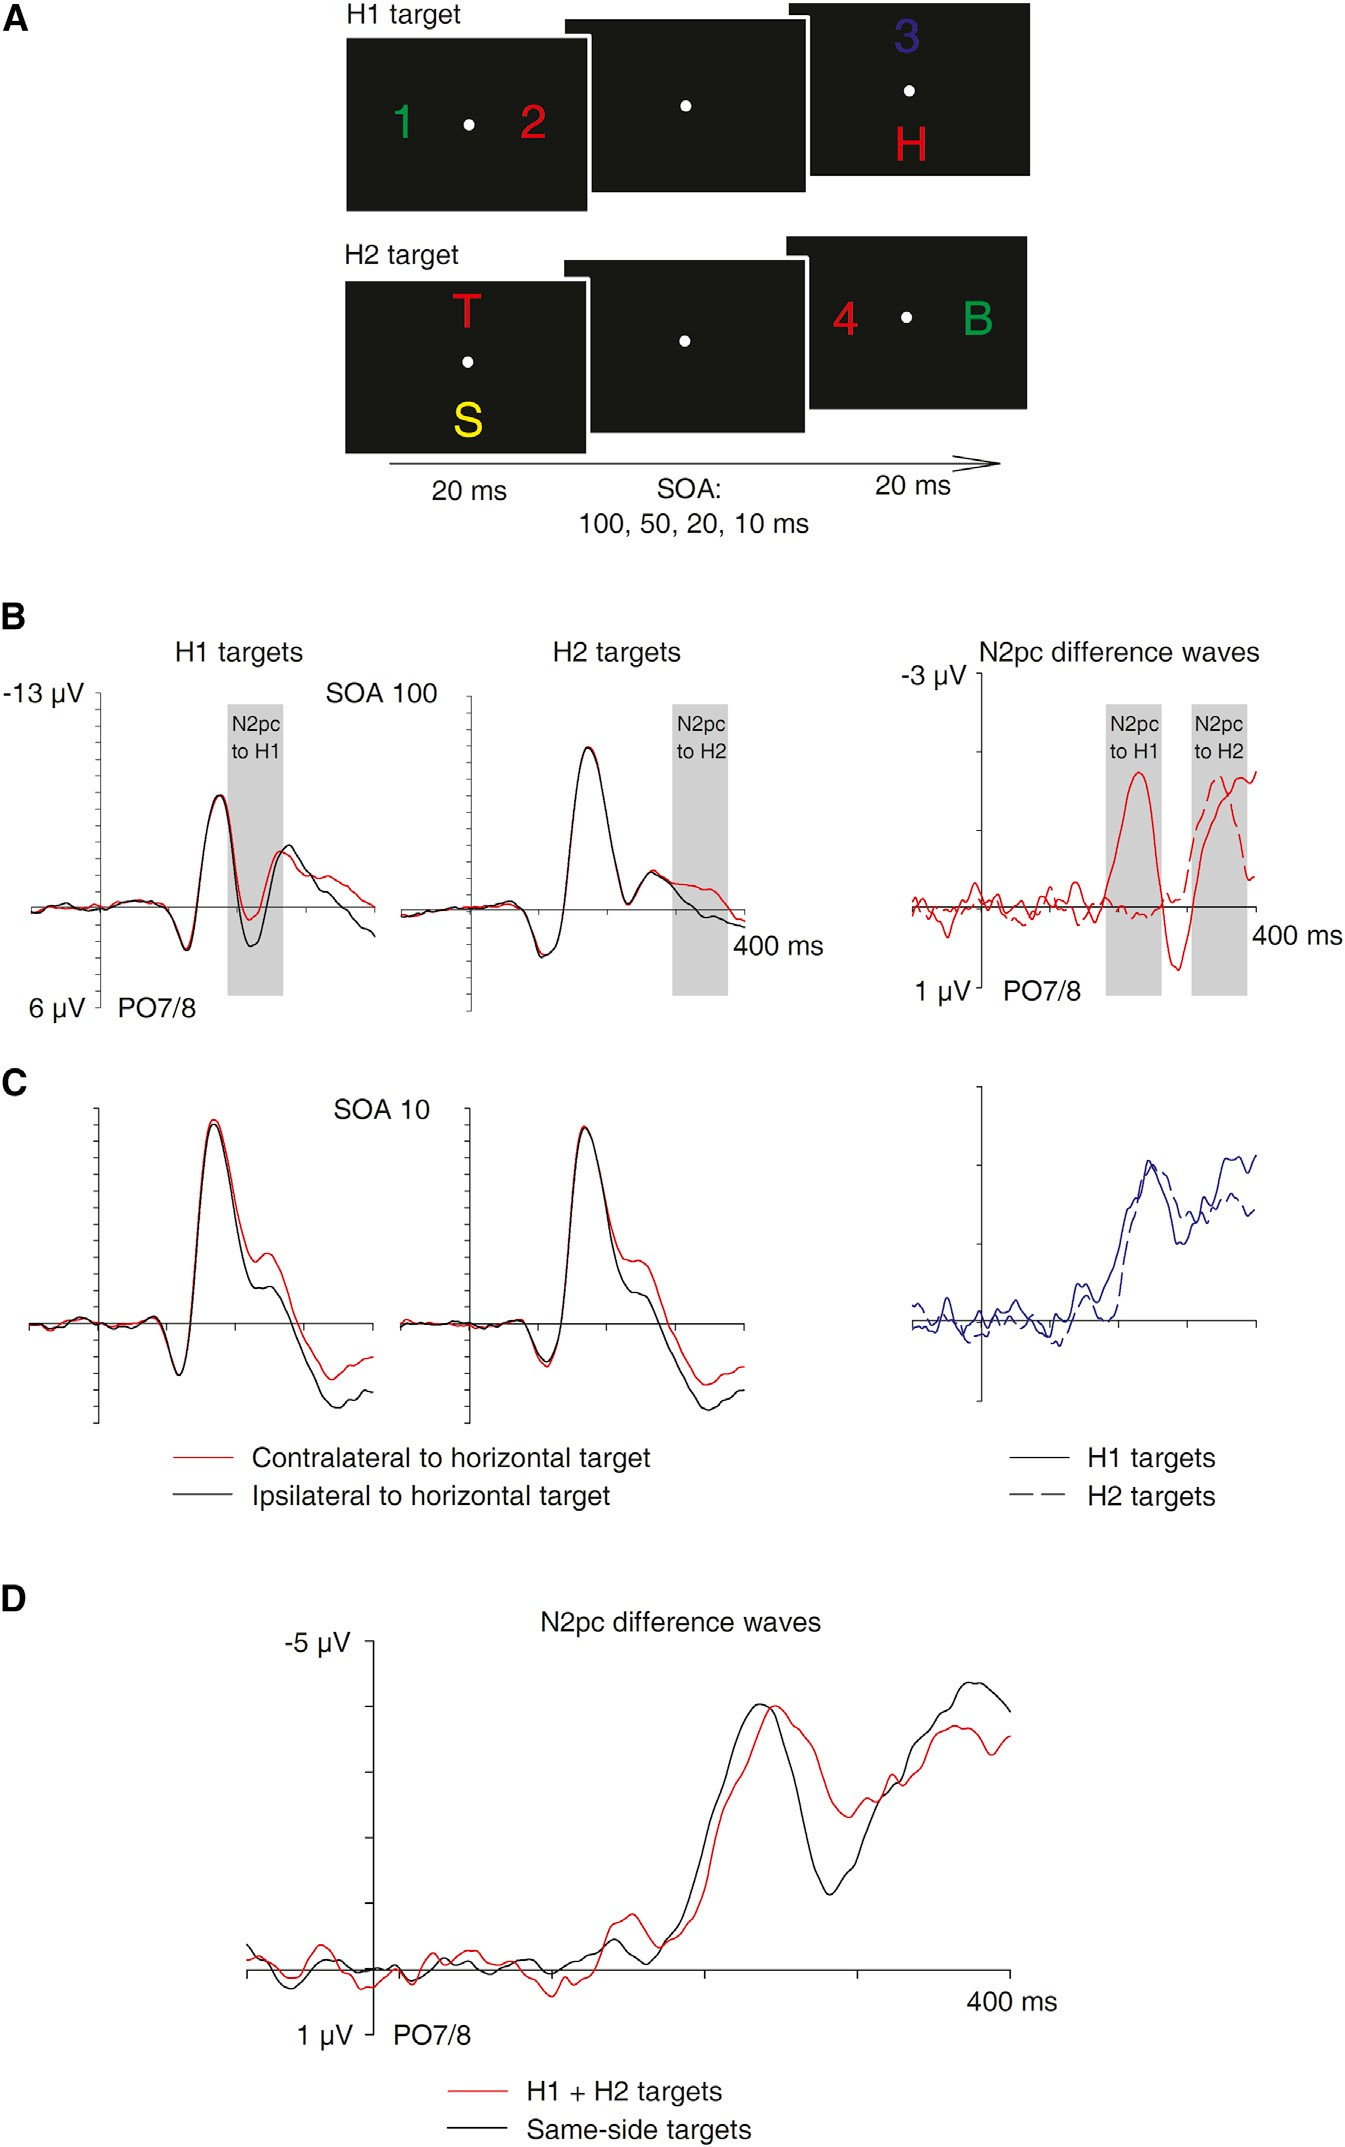 A
H1 target
1 2
3
H
H2 target
T
S
4 B
20 ms
SOA:
100, 50, 20, 10 ms
20 ms
B
H1 targets
H2 targets
N2pc difference waves
-13 µV
SOA 100
-3 µV
N2pc
to H1
N2pc
to H2
N2pc
to H1
N2pc
to H2
400 ms
400 ms
6 µV
PO7/8
1 µV
PO7/8
C
SOA 10
Contralateral to horizontal target
Ipsilateral to horizontal target
H1 targets
H2 targets
D
N2pc difference waves
-5 µV
400 ms
1 µV
PO7/8
H1 + H2 targets
Same-side targets